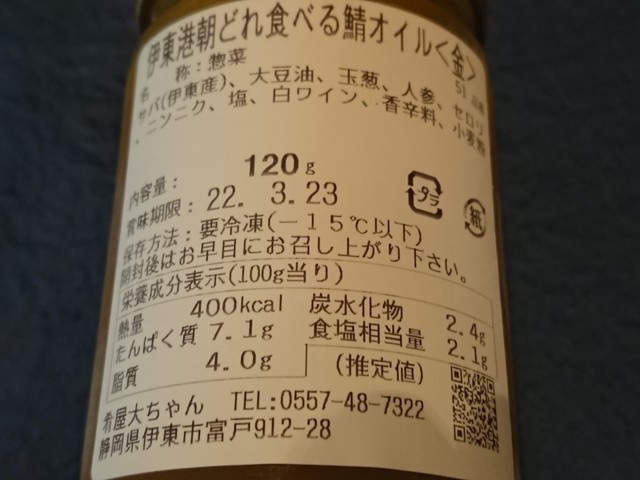 伊東港朝どれ食べる鯖オイル<金>
名 称：惣菜
サバ(伊東産)、大豆油、玉葱、人参、セロリ
、ニンニク、塩、白ワイン、香辛料、小麦粉
内容量： 120g
賞味期限：22. 3.23
プラ 紙
保存方法：要冷凍(－15℃以下)
開封後はお早目にお召し上がり下さい。
栄養成分表示(100g当り)
熱量 400kcal 炭水化物 2.4g
たんぱく質 7.1g 食塩相当量 2.1g
脂質 4.0g (推定値)
肴屋大ちゃん TEL:0557-48-7322
静岡県伊東市富戸912-28